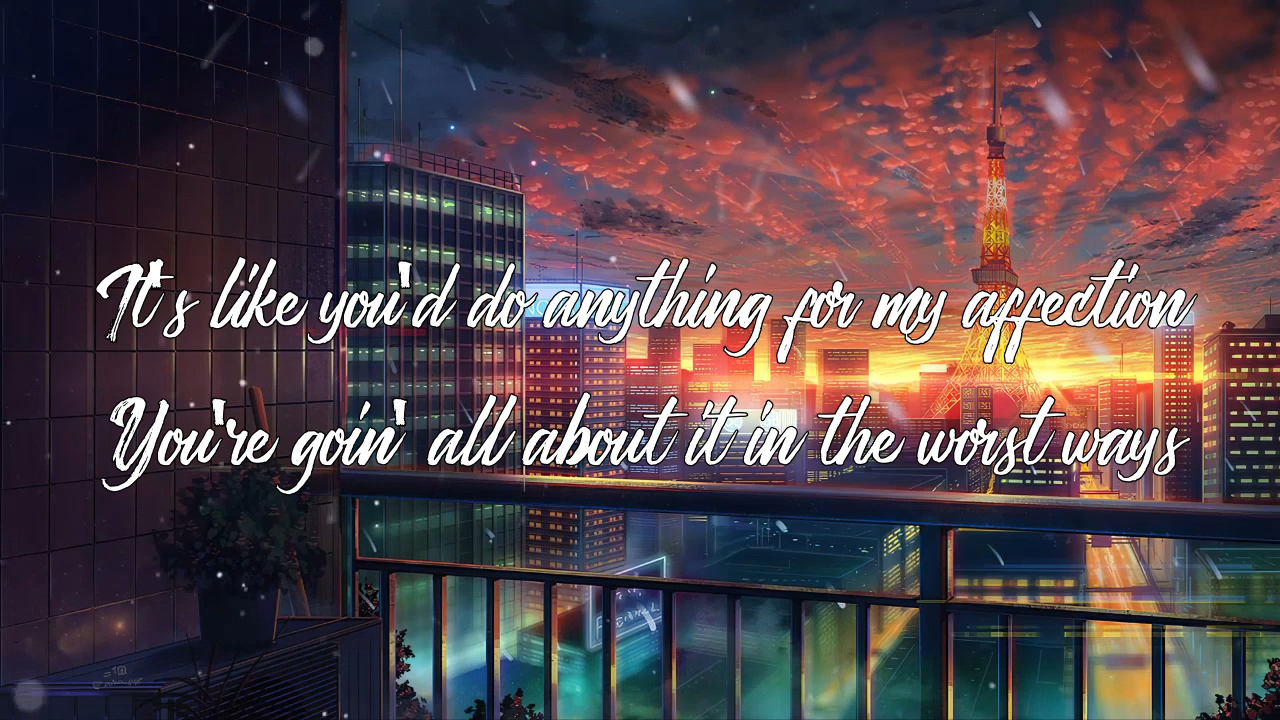 It's like you'd do anything for my affection
You're goin' all about it in the worst ways